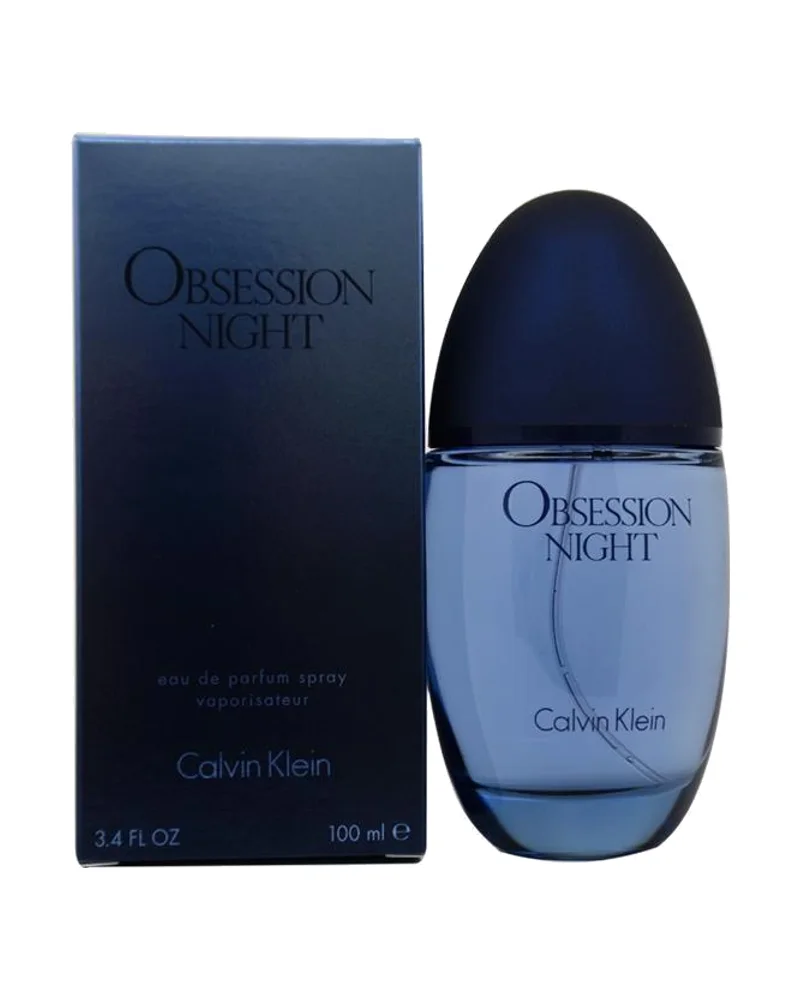 OBSESSION
NIGHT
eau de parfum spray
vaporisateur
Calvin Klein
3.4 FL OZ
100 ml ℮
OBSESSION
NIGHT
Calvin Klein